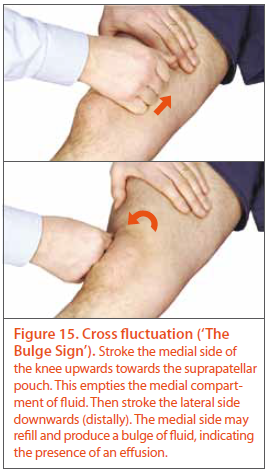 Figure 15. Cross fluctuation (‘The
Bulge Sign’). Stroke the medial side of
the knee upwards towards the suprapatellar
pouch. This empties the medial compart-
ment of fluid. Then stroke the lateral side
downwards (distally). The medial side may
refill and produce a bulge of fluid, indicating
the presence of an effusion.